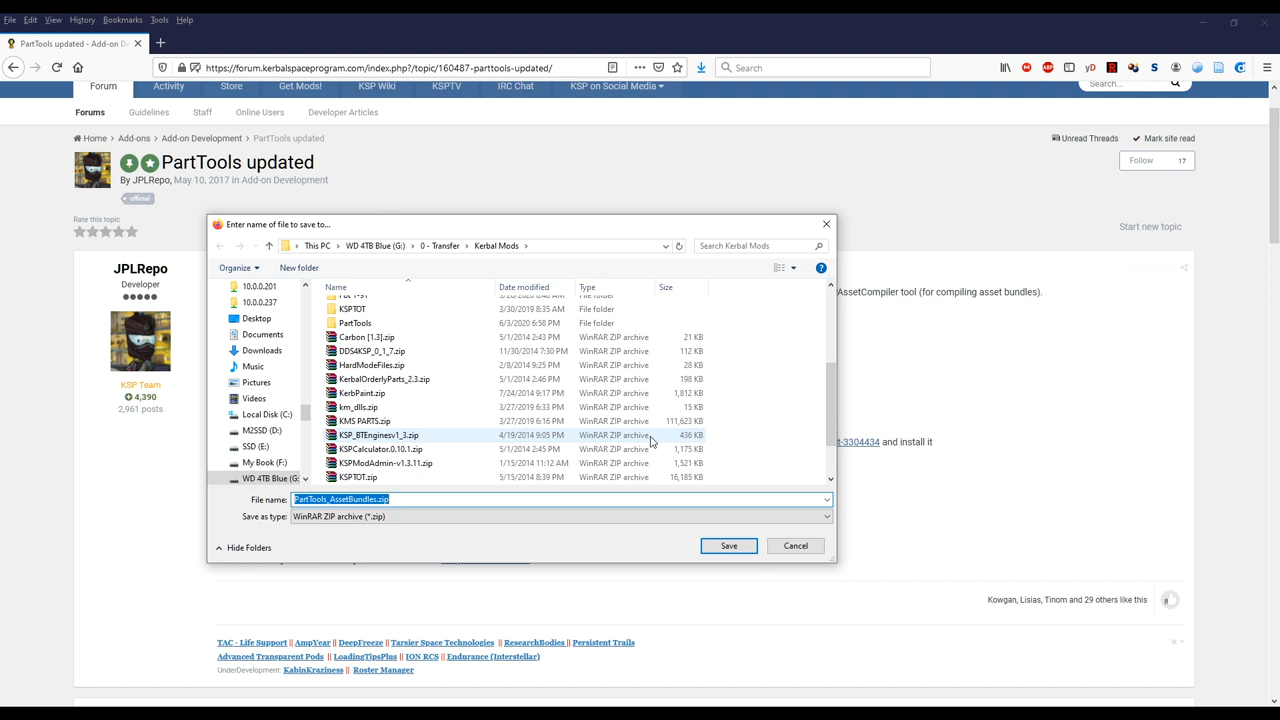 File Edit View History Bookmarks Tools Help
PartTools updated - Add-on De
https://forum.kerbalspaceprogram.com/index.php?/topic/160487-parttools-updated/
Search
Forum Activity Store Get Mods! KSP Wiki KSPTV IRC Chat KSP on Social Media
Search...
Forums Guidelines Staff Online Users Developer Articles
Home Add-ons Add-on Development PartTools updated
Unread Threads Mark site read
PartTools updated
Follow 17
By JPLRepo, May 10, 2017 in Add-on Development
official
Rate this topic
Start new topic
Enter name of file to save to...
This PC WD 4TB Blue (G:) 0 - Transfer Kerbal Mods
Search Kerbal Mods
Organize New folder
JPLRepo
Developer
KSP Team
4,390
2,961 posts
AssetCompiler tool (for compiling asset bundles).
t-3304434 and install it
10.0.0.201
10.0.0.237
Desktop
Documents
Downloads
Music
Pictures
Videos
Local Disk (C:)
M2SSD (D:)
SSD (E:)
My Book (F:)
WD 4TB Blue (G:
Name Date modified Type Size
KSPTOT 3/30/2019 8:35 AM File folder
PartTools 6/3/2020 6:58 PM File folder
Carbon [1.3].zip 5/1/2014 2:43 PM WinRAR ZIP archive 21 KB
DDS4KSP_0_1_7.zip 11/30/2014 7:30 PM WinRAR ZIP archive 112 KB
HardModeFiles.zip 2/8/2014 9:25 PM WinRAR ZIP archive 28 KB
KerbalOrderlyParts_2.3.zip 5/1/2014 2:46 PM WinRAR ZIP archive 198 KB
KerbPaint.zip 7/24/2014 9:17 PM WinRAR ZIP archive 1,812 KB
km_dlls.zip 3/27/2019 6:33 PM WinRAR ZIP archive 15 KB
KMS PARTS.zip 3/27/2019 6:16 PM WinRAR ZIP archive 111,623 KB
KSP_BTEnginesv1_3.zip 4/19/2014 9:05 PM WinRAR ZIP archive 436 KB
KSPCalculator.0.10.1.zip 5/1/2014 2:45 PM WinRAR ZIP archive 1,175 KB
KSPModAdmin-v1.3.11.zip 1/15/2014 11:12 AM WinRAR ZIP archive 1,521 KB
KSPTOT.zip 5/15/2014 8:39 PM WinRAR ZIP archive 16,185 KB
File name: PartTools_AssetBundles.zip
Save as type: WinRAR ZIP archive (*.zip)
Hide Folders
Save Cancel
Kowgan, Lisias, Tinom and 29 others like this
TAC - Life Support || AmpYear || DeepFreeze || Tarsier Space Technologies || ResearchBodies || Persistent Trails
Advanced Transparent Pods || LoadingTipsPlus || ION RCS || Endurance (Interstellar)
UnderDevelopment: KabinKraziness || Roster Manager